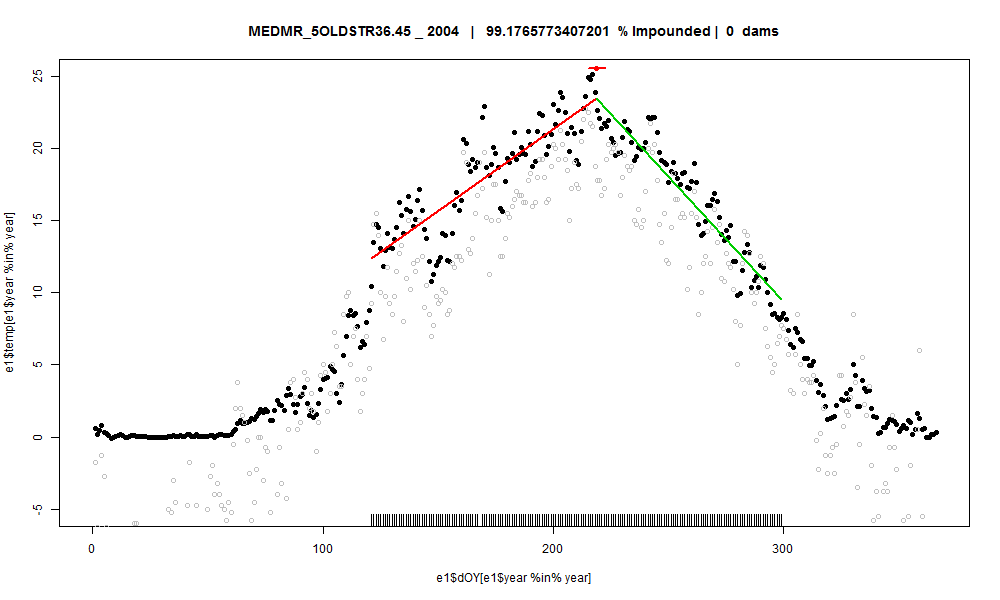 MEDMR_5OLDSTR36.45 _ 2004 | 99.1765773407201 % Impounded | 0 dams
e1$temp[e1$year %in% year]
25
20
15
10
5
0
-5
0 100 200 300
e1$dOY[e1$year %in% year]